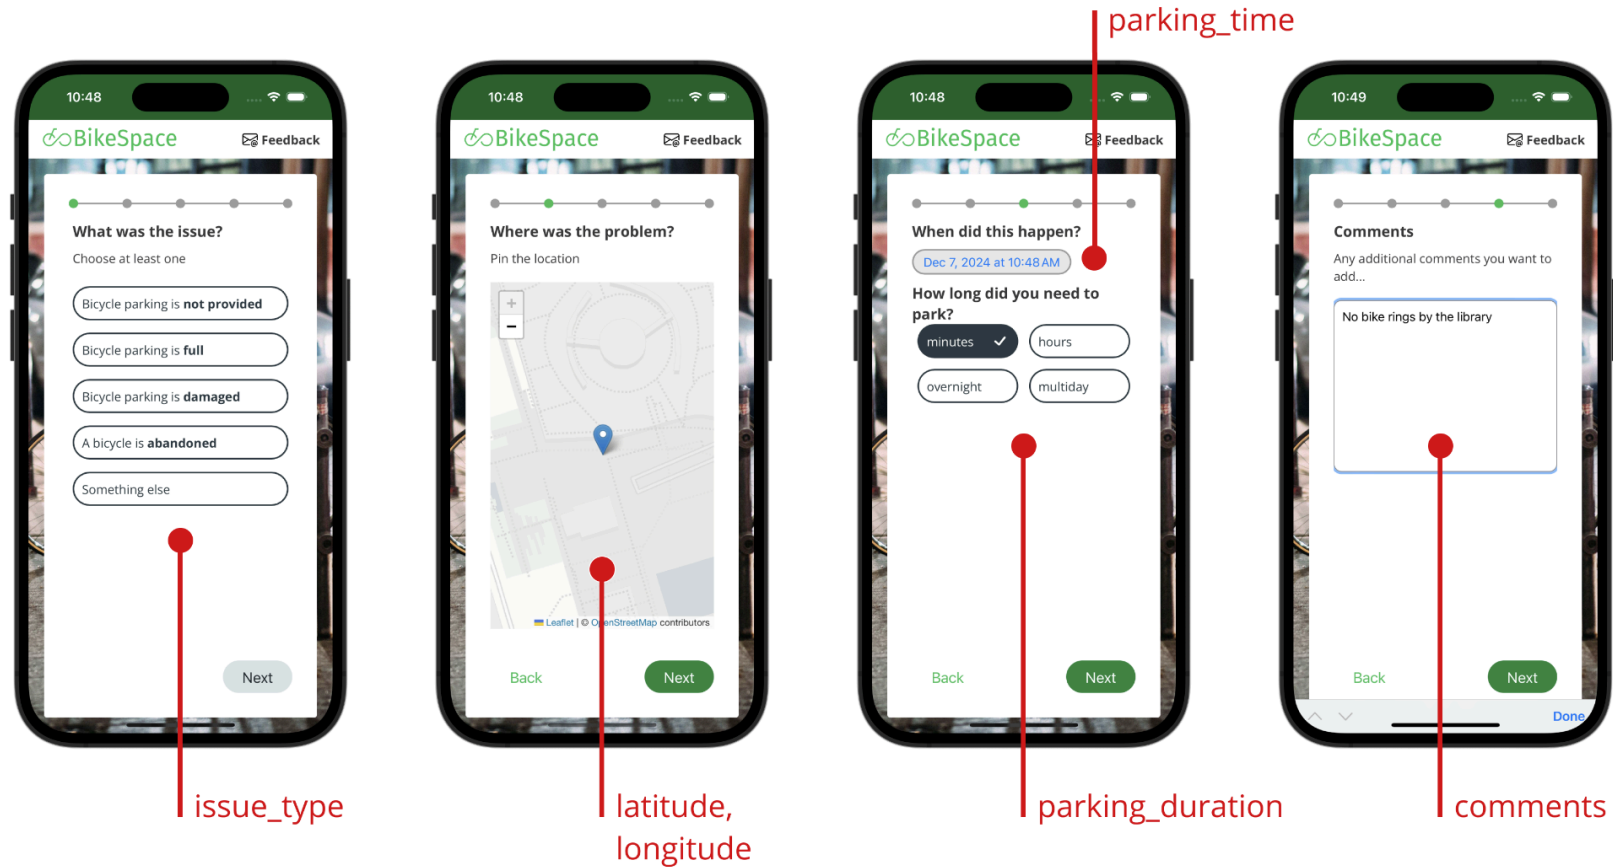 parking_time
10:48
BikeSpace
Feedback
What was the issue?
Choose at least one
Bicycle parking is not provided
Bicycle parking is full
Bicycle parking is damaged
A bicycle is abandoned
Something else
Next
issue_type
10:48
BikeSpace
Feedback
Where was the problem?
Pin the location
+
−
Leaflet | © OpenStreetMap contributors
Back
Next
latitude,
longitude
10:48
BikeSpace
Feedback
When did this happen?
Dec 7, 2024 at 10:48 AM
How long did you need to
park?
minutes
hours
overnight
multiday
Back
Next
parking_duration
10:49
BikeSpace
Feedback
Comments
Any additional comments you want to
add...
No bike rings by the library
Back
Next
Done
comments